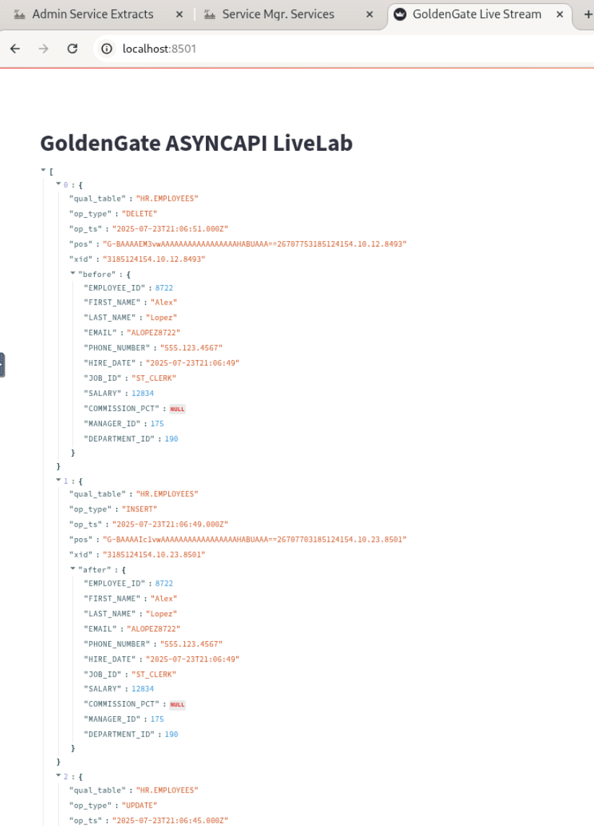 Admin Service Extracts
Service Mgr. Services
GoldenGate Live Stream
localhost:8501
GoldenGate ASYNCAPI LiveLab
[
0 : {
"qual_table" : "HR.EMPLOYEES"
"op_type" : "DELETE"
"op_ts" : "2025-07-23T21:06:51.000Z"
"pos" : "G-BAAAAEM3vwAAAAAAAAAAAAAAAAAHABUAAA==26707753185124154.10.12.8493"
"xid" : "3185124154.10.12.8493"
"before" : {
"EMPLOYEE_ID" : 8722
"FIRST_NAME" : "Alex"
"LAST_NAME" : "Lopez"
"EMAIL" : "ALOPEZ8722"
"PHONE_NUMBER" : "555.123.4567"
"HIRE_DATE" : "2025-07-23T21:06:49"
"JOB_ID" : "ST_CLERK"
"SALARY" : 12834
"COMMISSION_PCT" : NULL
"MANAGER_ID" : 175
"DEPARTMENT_ID" : 190
}
}
1 : {
"qual_table" : "HR.EMPLOYEES"
"op_type" : "INSERT"
"op_ts" : "2025-07-23T21:06:49.000Z"
"pos" : "G-BAAAAIclvwAAAAAAAAAAAAAAAAAHABUAAA==26707703185124154.10.23.8501"
"xid" : "3185124154.10.23.8501"
"after" : {
"EMPLOYEE_ID" : 8722
"FIRST_NAME" : "Alex"
"LAST_NAME" : "Lopez"
"EMAIL" : "ALOPEZ8722"
"PHONE_NUMBER" : "555.123.4567"
"HIRE_DATE" : "2025-07-23T21:06:49"
"JOB_ID" : "ST_CLERK"
"SALARY" : 12834
"COMMISSION_PCT" : NULL
"MANAGER_ID" : 175
"DEPARTMENT_ID" : 190
}
}
2 : {
"qual_table" : "HR.EMPLOYEES"
"op_type" : "UPDATE"
"op_ts" : "2025-07-23T21:06:45.000Z"